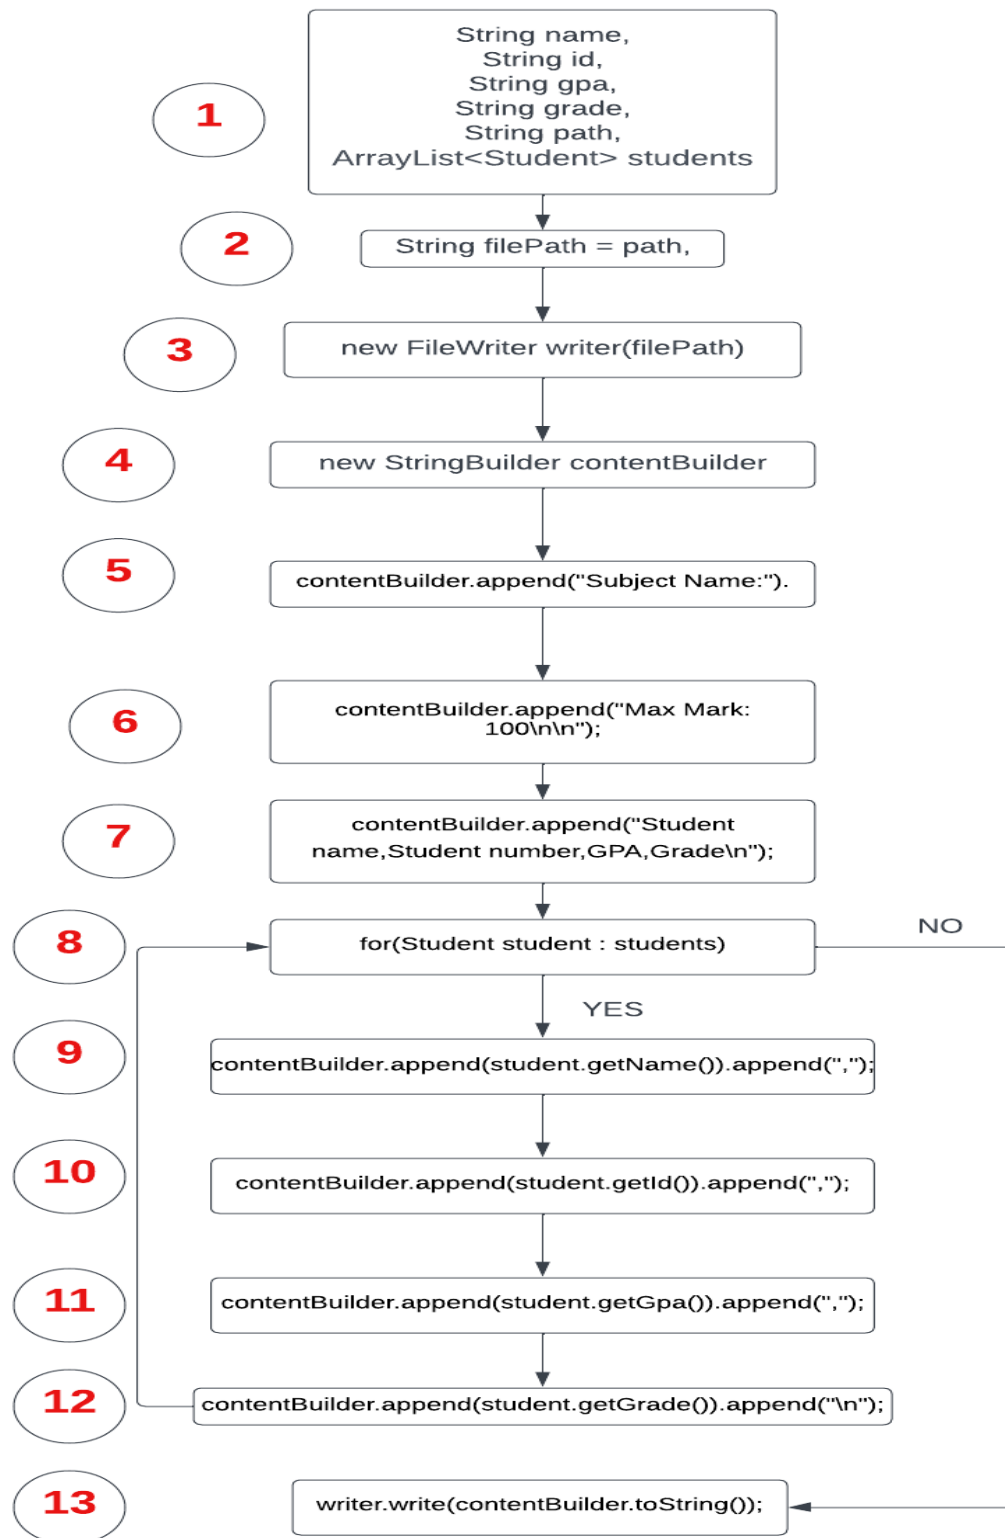 1
String name,
String id,
String gpa,
String grade,
String path,
ArrayList<Student> students
2
String filePath = path,
3
new FileWriter writer(filePath)
4
new StringBuilder contentBuilder
5
contentBuilder.append("Subject Name:").
6
contentBuilder.append("Max Mark:
100\n\n");
7
contentBuilder.append("Student
name,Student number,GPA,Grade\n");
8
for(Student student : students)
NO
YES
9
contentBuilder.append(student.getName()).append(",");
10
contentBuilder.append(student.getId()).append(",");
11
contentBuilder.append(student.getGpa()).append(",");
12
contentBuilder.append(student.getGrade()).append("\n");
13
writer.write(contentBuilder.toString());